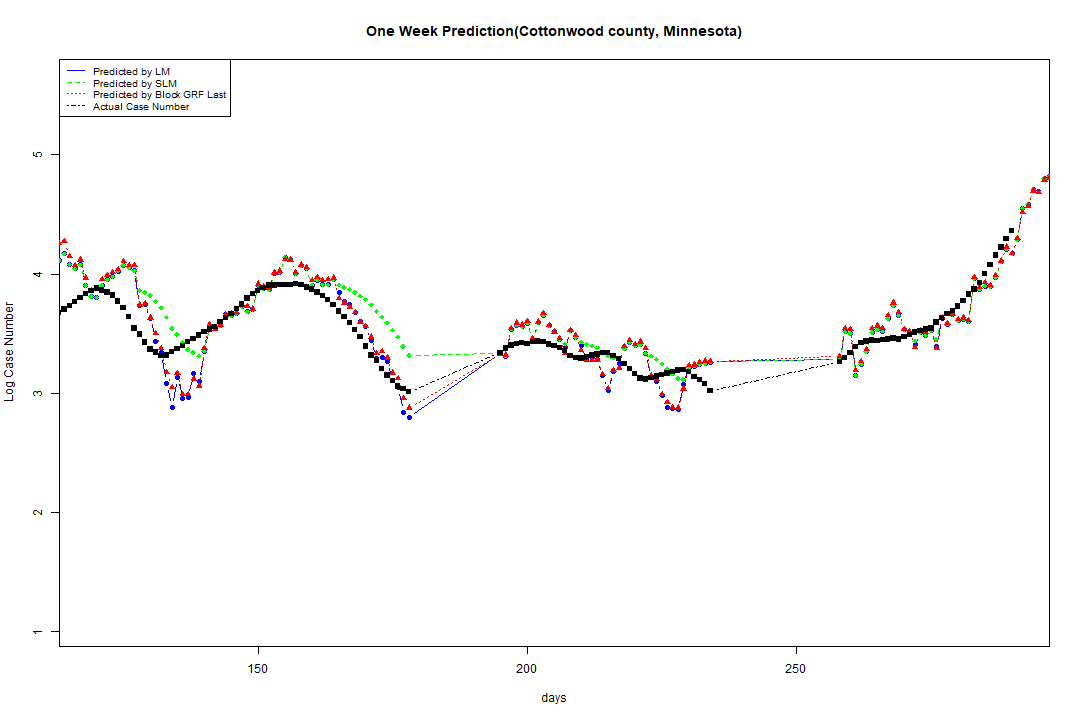 One Week Prediction(Cottonwood county, Minnesota)
Predicted by LM
Predicted by SLM
Predicted by Block GRF Last
Actual Case Number
Log Case Number
5
4
3
2
1
150
200
250
days